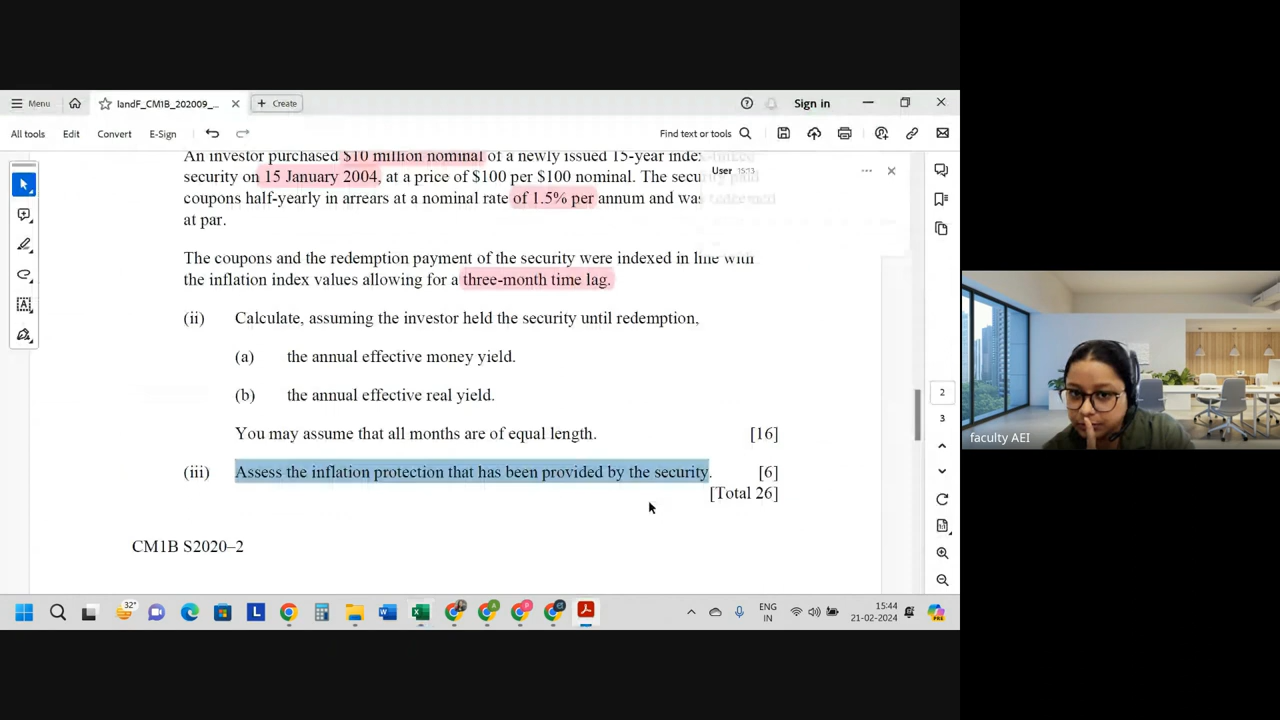 Menu
landF_CM1B_202009_...
Create
Sign in
All tools
Edit
Convert
E-Sign
Find text or tools
An investor purchased $10 million nominal of a newly issued 15-year
security on 15 January 2004, at a price of $100 per $100 nominal. The
coupons half-yearly in arrears at a nominal rate of 1.5% per annum and was
at par.
User 15:13
The coupons and the redemption payment of the security were indexed in line with
the inflation index values allowing for a three-month time lag.
(ii) Calculate, assuming the investor held the security until redemption,
(a) the annual effective money yield.
(b) the annual effective real yield.
You may assume that all months are of equal length. [16]
(iii) Assess the inflation protection that has been provided by the security. [6]
[Total 26]
CM1B S2020–2
2
3
faculty AEI
32°
ENG
IN
15:44
21-02-2024